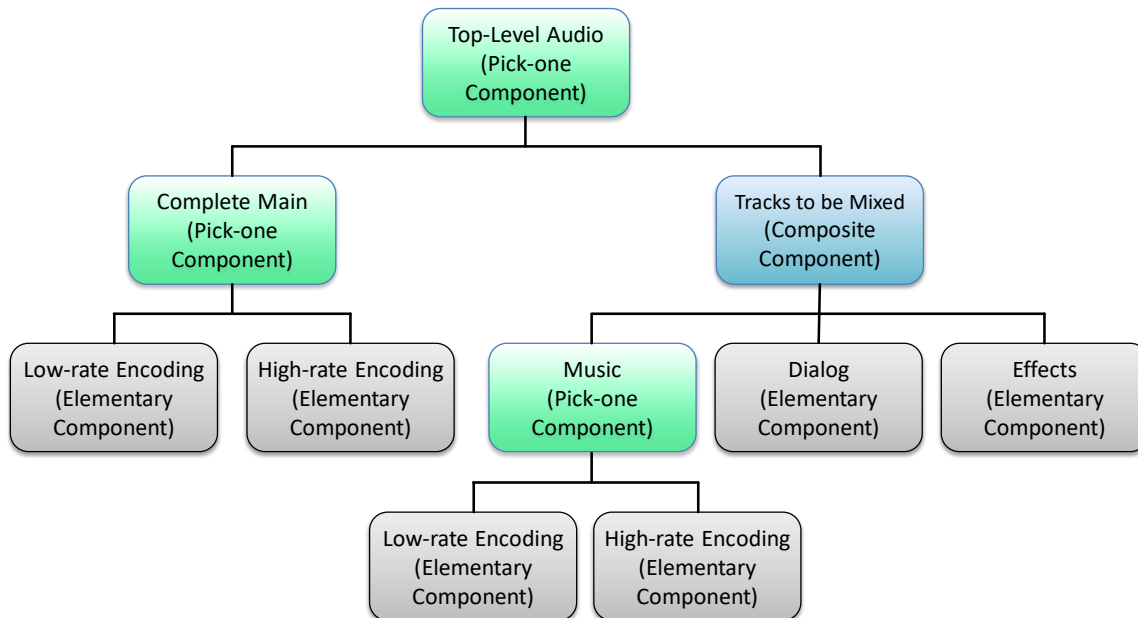 Top-Level Audio
(Pick-one
Component)
Complete Main
(Pick-one
Component)
Tracks to be Mixed
(Composite
Component)
Low-rate Encoding
(Elementary
Component)
High-rate Encoding
(Elementary
Component)
Music
(Pick-one
Component)
Dialog
(Elementary
Component)
Effects
(Elementary
Component)
Low-rate Encoding
(Elementary
Component)
High-rate Encoding
(Elementary
Component)